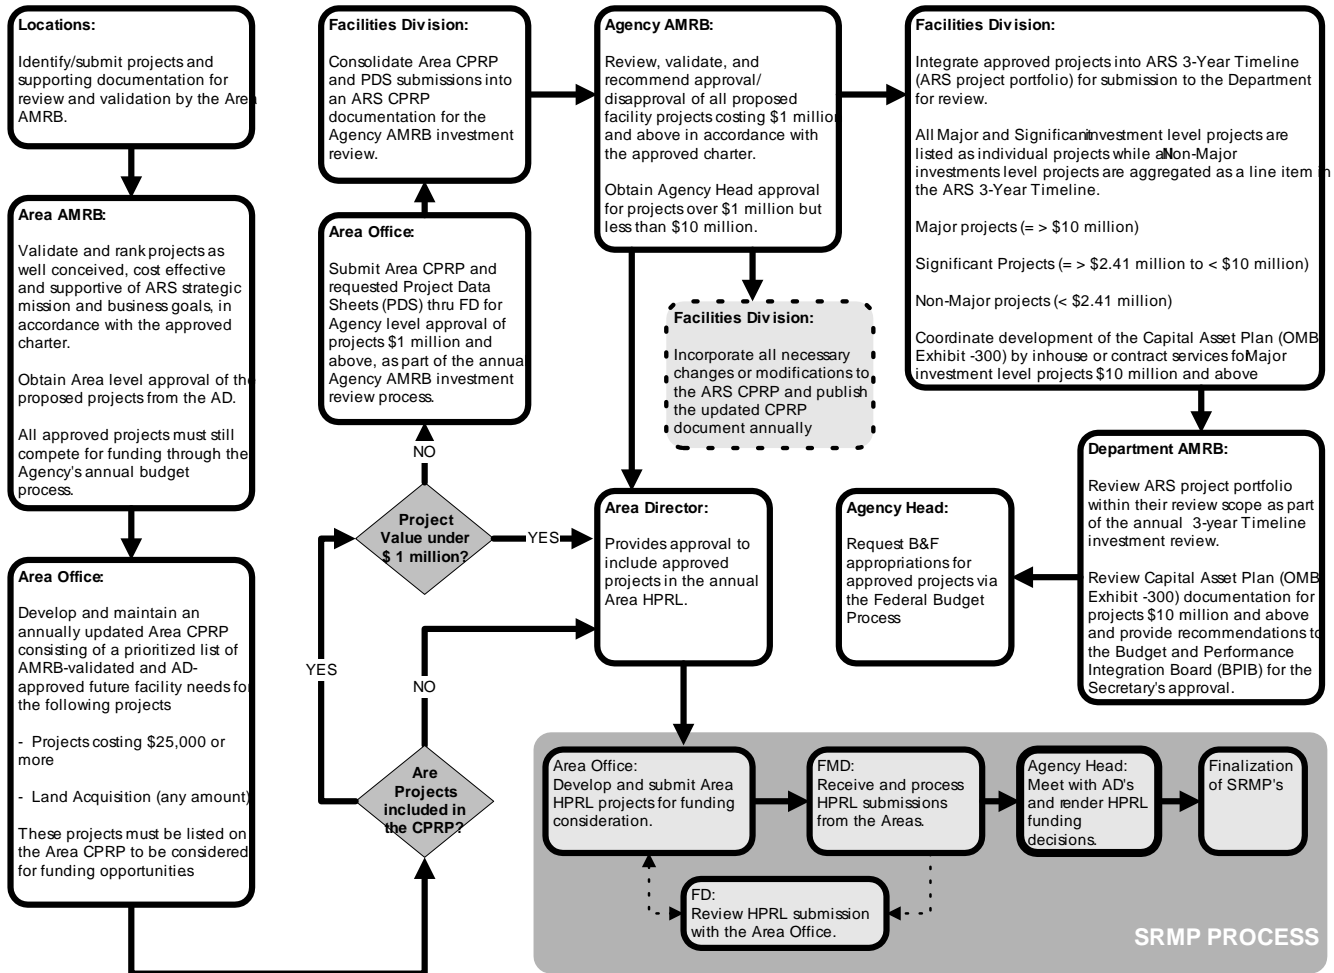 Locations:
Identify/submit projects and
supporting documentation for
review and validation by the Area
AMRB.
Area AMRB:
Validate and rank projects as
well conceived, cost effective
and supportive of ARS strategic
mission and business goals, in
accordance with the approved
charter.
Obtain Area level approval of the
proposed projects from the AD.
All approved projects must still
compete for funding through the
Agency's annual budget
process.
Area Office:
Develop and maintain an
annually updated Area CPRP
consisting of a prioritized list of
AMRB-validated and AD-
approved future facility needs for
the following projects
- Projects costing $25,000 or
more
- Land Acquisition (any amount)
These projects must be listed on
the Area CPRP to be considered
for funding opportunities
Are
Projects
included in
the CPRP?
YES
NO
Project
Value under
$ 1 million?
NO
YES
Area Office:
Submit Area CPRP and
requested Project Data
Sheets (PDS) thru FD for
Agency level approval of
projects $1 million and
above, as part of the annual
Agency AMRB investment
review process.
Facilities Division:
Consolidate Area CPRP
and PDS submissions into
an ARS CPRP
documentation for the
Agency AMRB investment
review.
Agency AMRB:
Review, validate, and
recommend approval/
disapproval of all proposed
facility projects costing $1 million
and above in accordance with
the approved charter.
Obtain Agency Head approval
for projects over $1 million but
less than $10 million.
Facilities Division:
Incorporate all necessary
changes or modifications to
the ARS CPRP and publish
the updated CPRP
document annually
Facilities Division:
Integrate approved projects into ARS 3-Year Timeline
(ARS project portfolio) for submission to the Department
for review.
All Major and Significant investment level projects are
listed as individual projects while all Non-Major
investments level projects are aggregated as a line item in
the ARS 3-Year Timeline.
Major projects (= > $10 million)
Significant Projects (= > $2.41 million to < $10 million)
Non-Major projects (< $2.41 million)
Coordinate development of the Capital Asset Plan (OMB
Exhibit -300) by inhouse or contract services for Major
investment level projects $10 million and above
Department AMRB:
Review ARS project portfolio
within their review scope as part
of the annual 3-year Timeline
investment review.
Review Capital Asset Plan (OMB
Exhibit -300) documentation for
projects $10 million and above
and provide recommendations to
the Budget and Performance
Integration Board (BPIB) for the
Secretary's approval.
Agency Head:
Request B&F
appropriations for
approved projects via
the Federal Budget
Process
Area Director:
Provides approval to
include approved
projects in the annual
Area HPRL.
Area Office:
Develop and submit Area
HPRL projects for funding
consideration.
FMD:
Receive and process
HPRL submissions
from the Areas.
Agency Head:
Meet with AD's
and render HPRL
funding
decisions.
Finalization
of SRMP's
FD:
Review HPRL submission
with the Area Office.
SRMP PROCESS